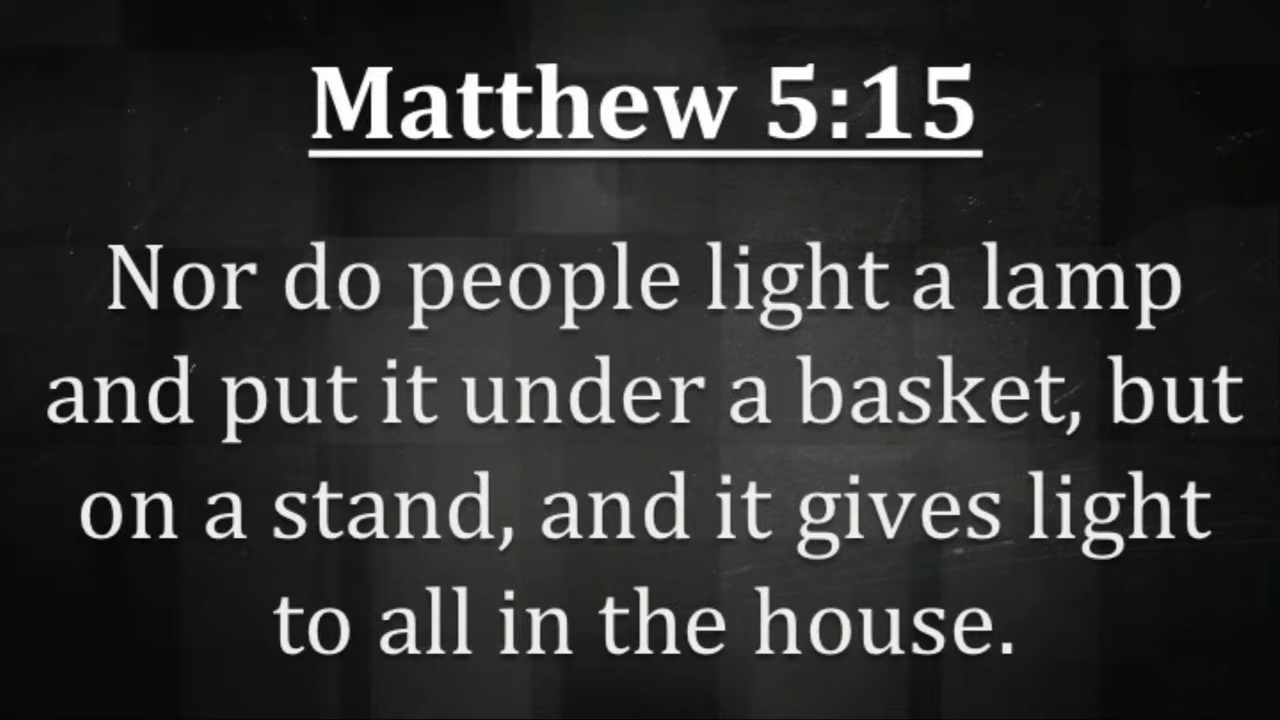 Matthew 5:15
Nor do people light a lamp
and put it under a basket, but
on a stand, and it gives light
to all in the house.